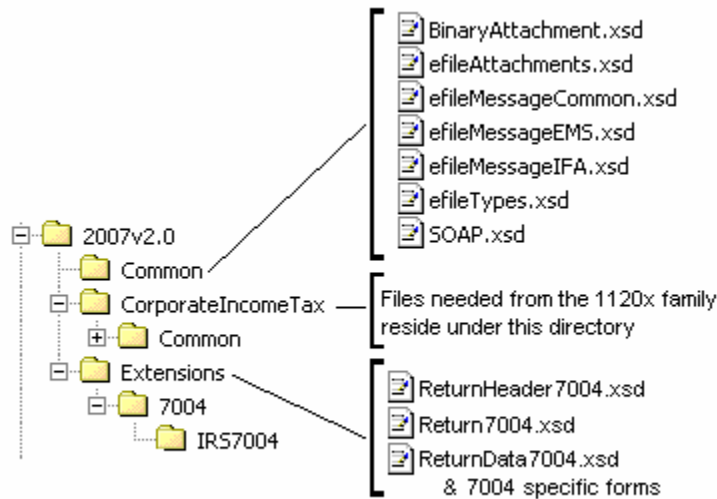 BinaryAttachment.xsd
efileAttachments.xsd
efileMessageCommon.xsd
efileMessageEMS.xsd
efileMessageIFA.xsd
efileTypes.xsd
SOAP.xsd
2007v2.0
Common
CorporateIncomeTax
Files needed from the 1120x family
reside under this directory
Common
Extensions
7004
IRS7004
ReturnHeader7004.xsd
Return7004.xsd
ReturnData7004.xsd
& 7004 specific forms